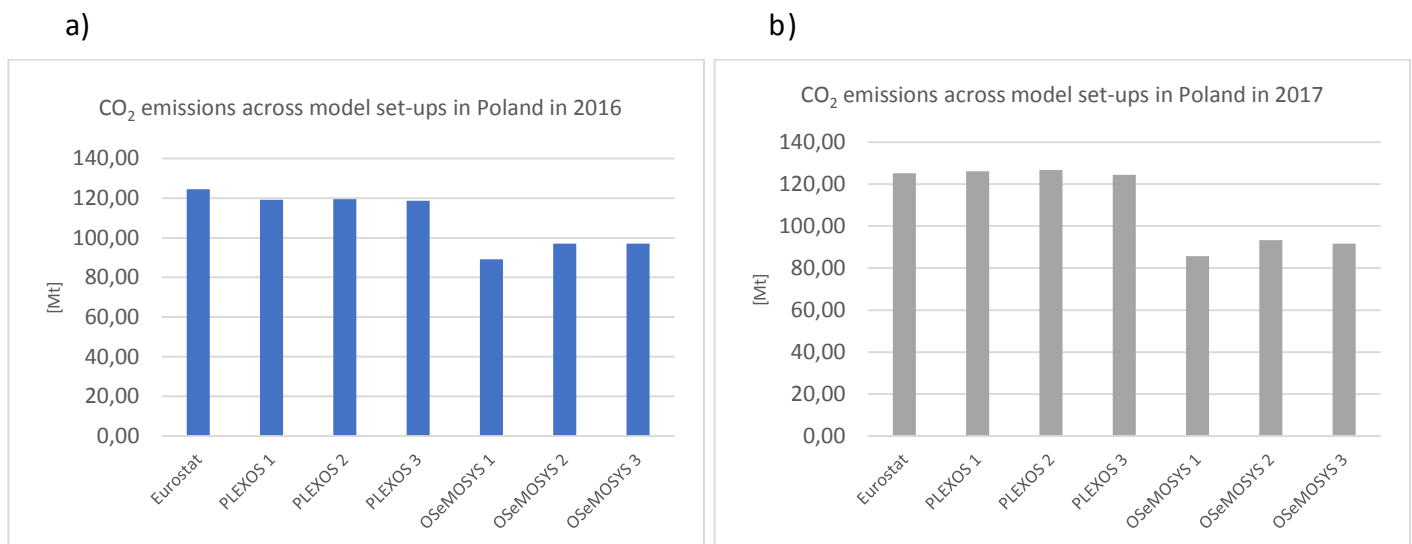 a)
CO₂ emissions across model set-ups in Poland in 2016
140,00
120,00
100,00
80,00
60,00
40,00
20,00
0,00
[Mt]
Eurostat
PLEXOS 1
PLEXOS 2
PLEXOS 3
OSeMOSYS 1
OSeMOSYS 2
OSeMOSYS 3
b)
CO₂ emissions across model set-ups in Poland in 2017
140,00
120,00
100,00
80,00
60,00
40,00
20,00
0,00
[Mt]
Eurostat
PLEXOS 1
PLEXOS 2
PLEXOS 3
OSeMOSYS 1
OSeMOSYS 2
OSeMOSYS 3